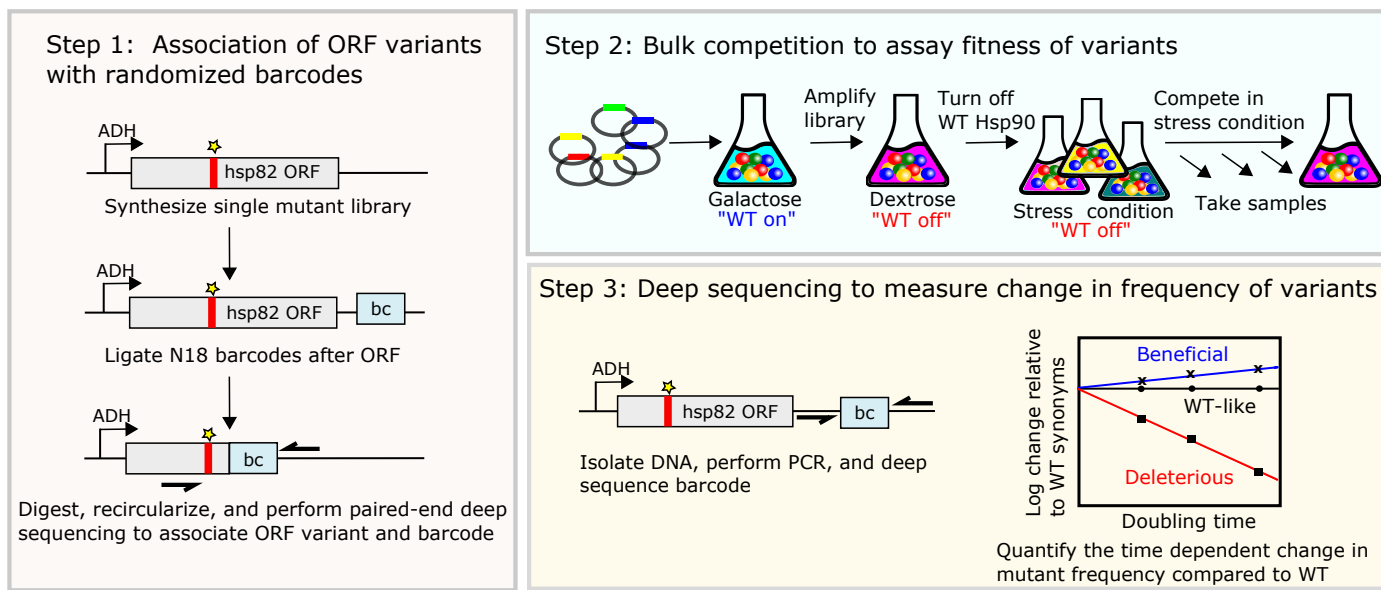 Step 1:  Association of ORF variants
with randomized barcodes
ADH
hsp82 ORF
Synthesize single mutant library
ADH
hsp82 ORF
bc
Ligate N18 barcodes after ORF
ADH
bc
Digest, recircularize, and perform paired-end deep
sequencing to associate ORF variant and barcode
Step 2: Bulk competition to assay fitness of variants
Amplify
library
Turn off
WT Hsp90
Compete in
stress condition
Galactose
"WT on"
Dextrose
"WT off"
Stress condition
"WT off"
Take samples
Step 3: Deep sequencing to measure change in frequency of variants
ADH
hsp82 ORF
bc
Isolate DNA, perform PCR, and deep
sequence barcode
Log change relative
to WT synonyms
Beneficial
WT-like
Deleterious
Doubling time
Quantify the time dependent change in
mutant frequency compared to WT